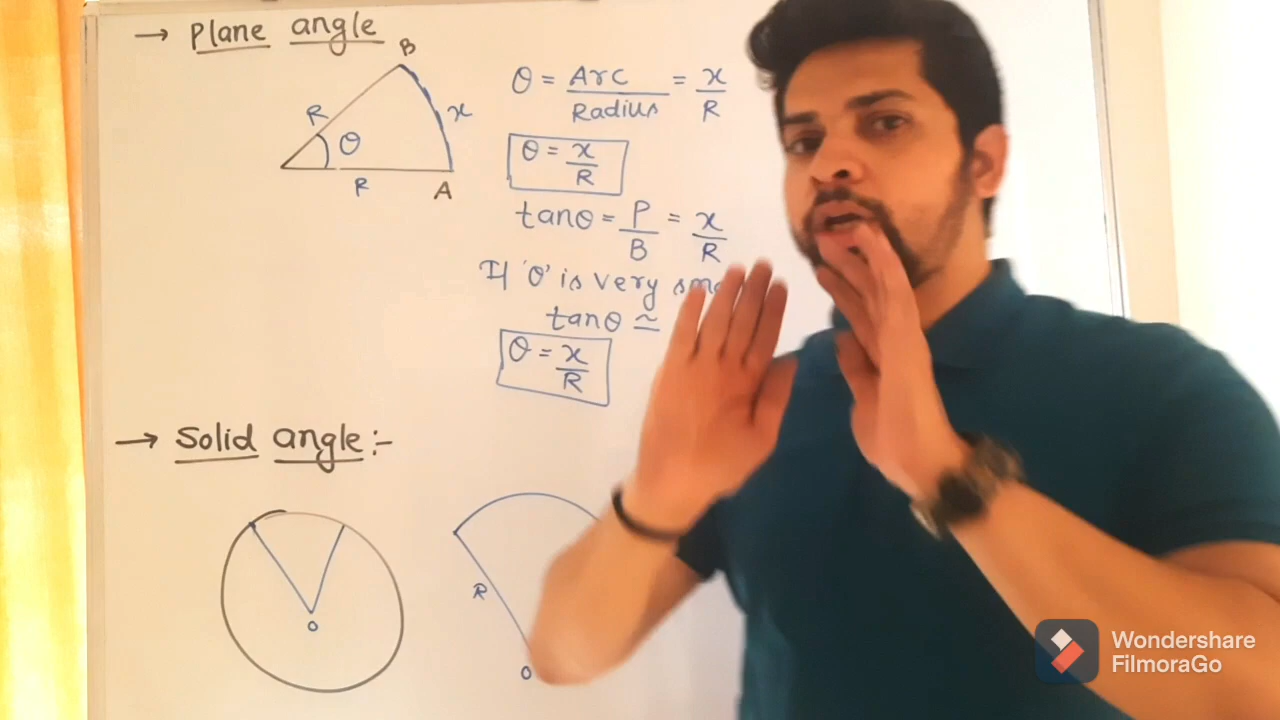 → Plane angle
B
R
θ
x
R
A
θ = Arc / Radius = x / R
θ = x / R
tanθ = P / B = x / R
If 'θ' is very
tanθ ≃
θ = x / R
→ Solid angle :-
O
R
O
Wondershare
FilmoraGo